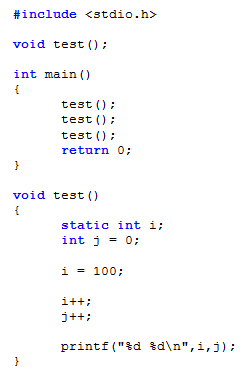 #include <stdio.h>
void test();
int main()
{
test();
test();
test();
return 0;
}
void test()
{
static int i;
int j = 0;
i = 100;
i++;
j++;
printf("%d %d\n",i,j);
}